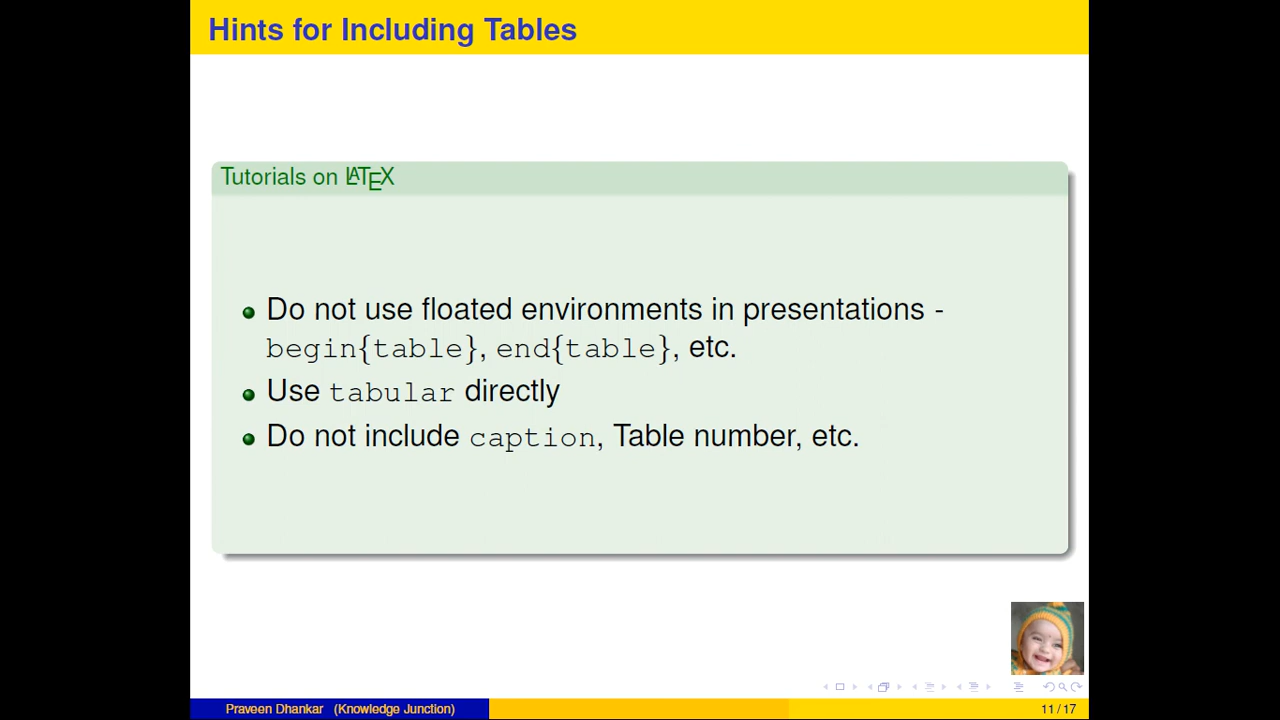 Hints for Including Tables
Tutorials on LATEX
Do not use floated environments in presentations -
begin{table}, end{table}, etc.
Use tabular directly
Do not include caption, Table number, etc.
Praveen Dhankar (Knowledge Junction)
11 / 17